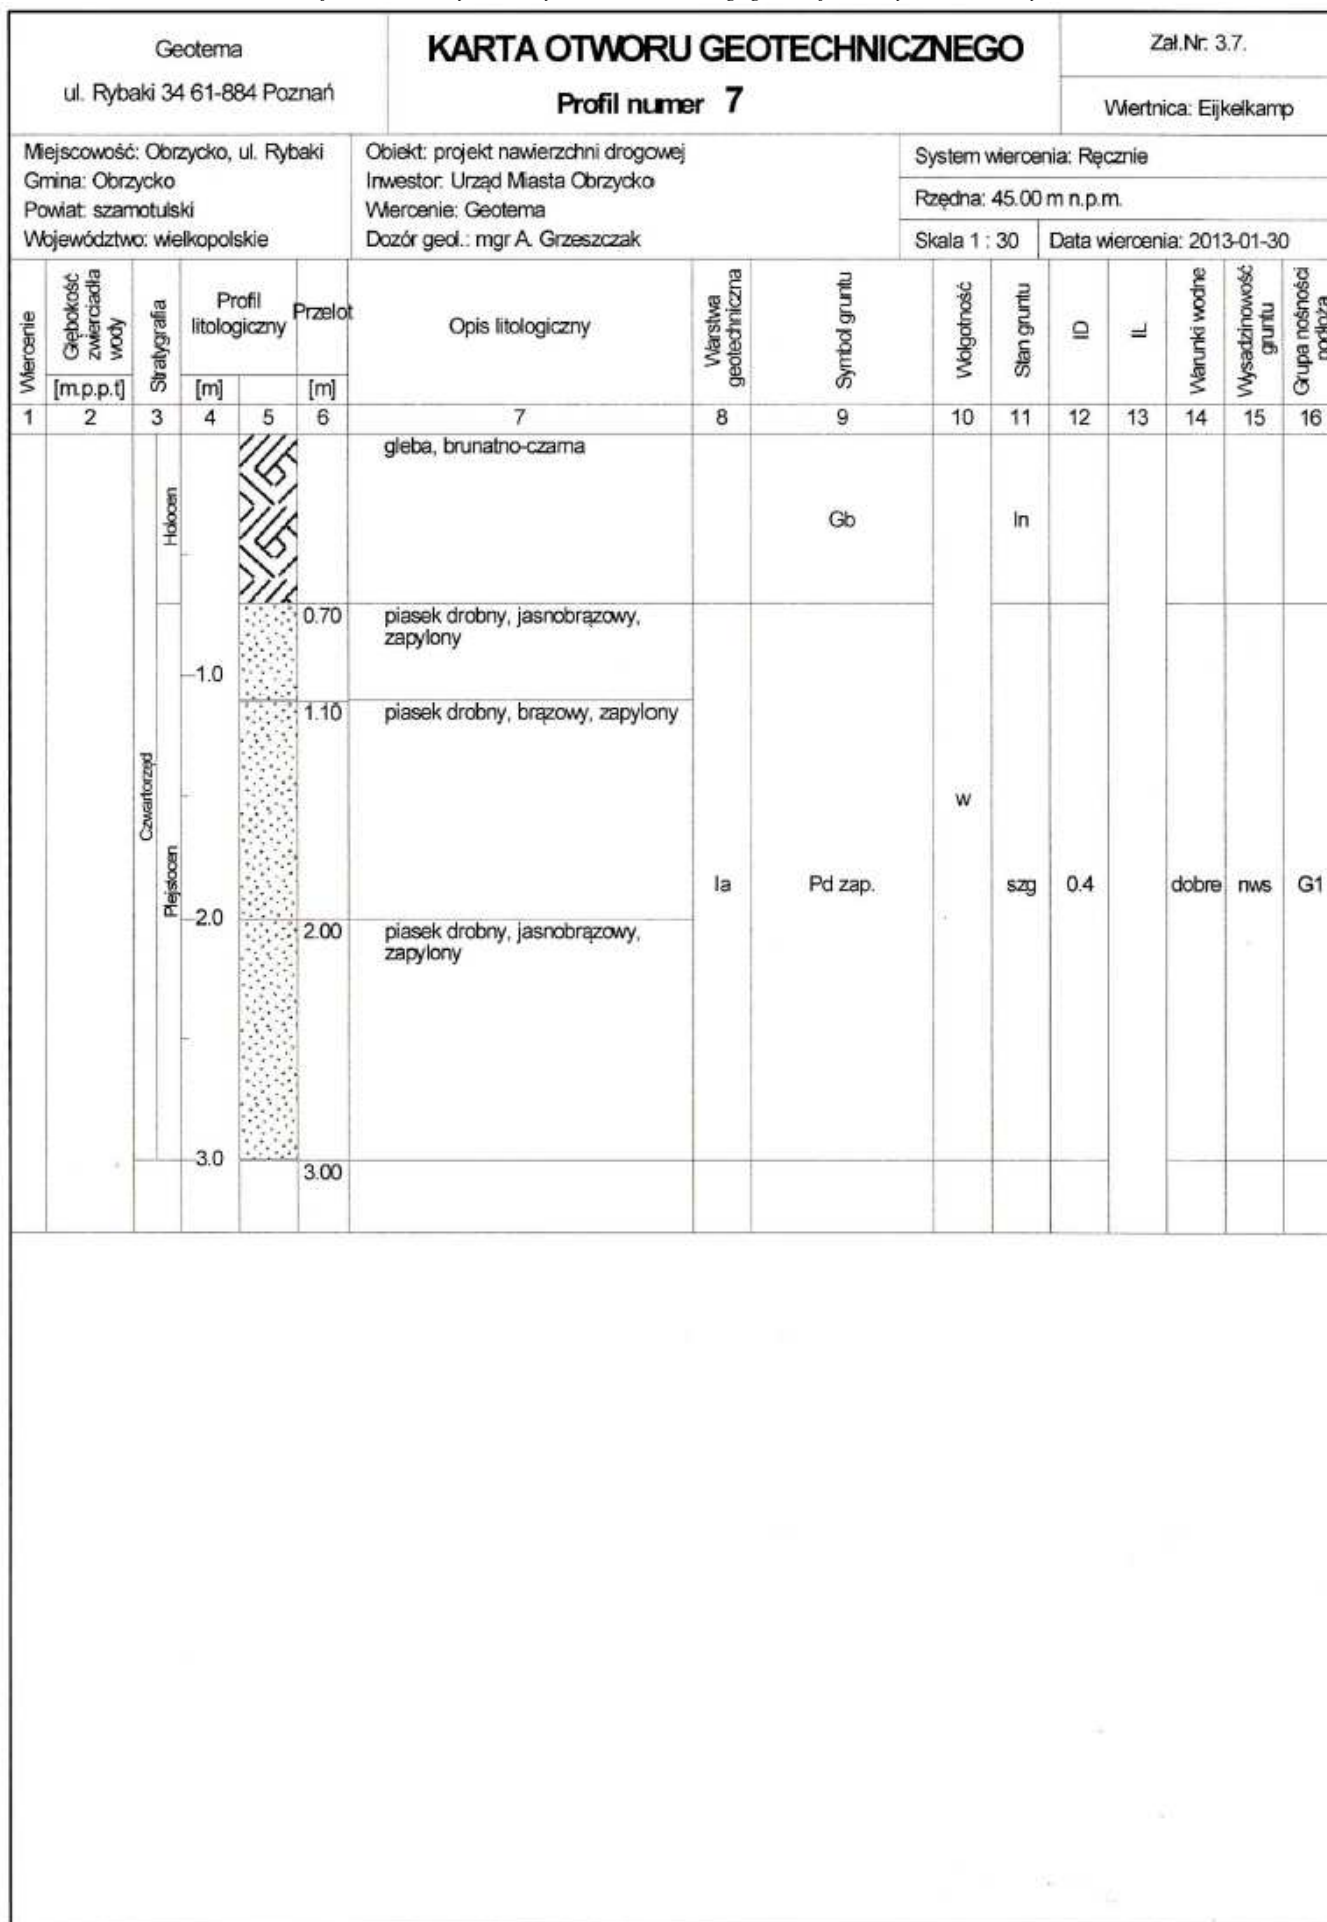 Geotema
ul. Rybaki 34 61-884 Poznań
KARTA OTWORU GEOTECHNICZNEGO
Profil numer 7
Zał.Nr: 3.7.
Wiertnica: Eijkelkamp
Miejscowość: Obrzycko, ul. Rybaki
Gmina: Obrzycko
Powiat: szamotulski
Województwo: wielkopolskie
Obiekt: projekt nawierzchni drogowej
Inwestor: Urząd Miasta Obrzycko
Wiercenie: Geotema
Dozór geol.: mgr A. Grzeszczak
System wiercenia: Ręcznie
Rzędna: 45.00 m n.p.m.
Skala 1 : 30
Data wiercenia: 2013-01-30
Wiercenie
Głębokość
zwierciadła
wody
[m.p.p.t]
Stratygrafia
Profil
litologiczny
[m]
Przelot
[m]
Opis litologiczny
Warstwa
geotechniczna
Symbol gruntu
Wolgotność
Stan gruntu
ID
IL
Warunki wodne
Wysadzinowość
gruntu
Grupa nośności
podłoża
1 2 3 4 5 6 7 8 9 10 11 12 13 14 15 16
gleba, brunatno-czarna
Holocen
Gb
ln
0.70
piasek drobny, jasnobrązowy,
zapylony
1.0
1.10
piasek drobny, brązowy, zapylony
Czwartorzęd
Plejstocen
w
Ia
Pd zap.
szg
0.4
dobre
nws
G1
2.0
2.00
piasek drobny, jasnobrązowy,
zapylony
3.0
3.00